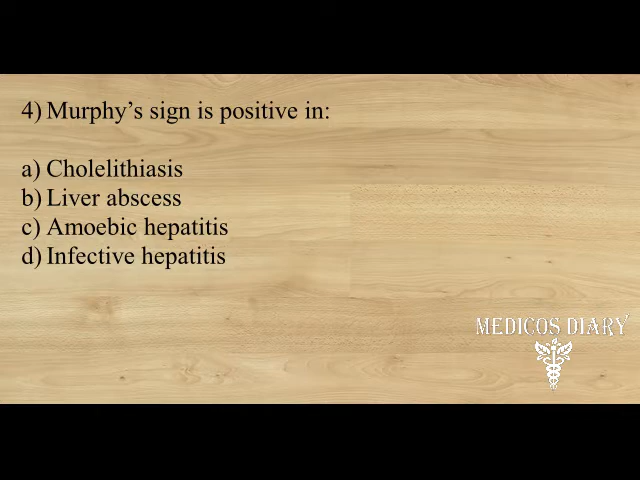 4) Murphy’s sign is positive in:
a) Cholelithiasis
b) Liver abscess
c) Amoebic hepatitis
d) Infective hepatitis
MEDICOS DIARY